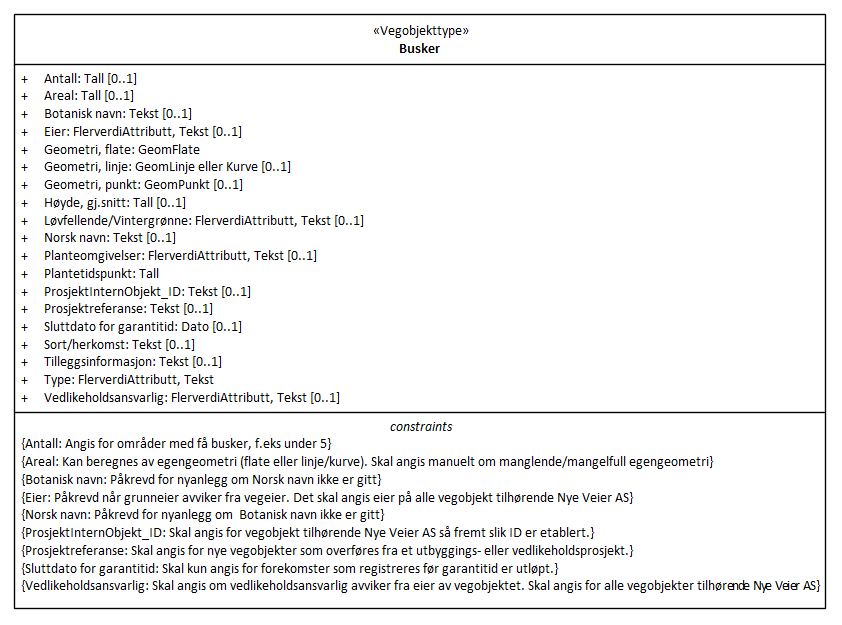 «Vegobjekttype»
Busker
+ Antall: Tall [0..1]
+ Areal: Tall [0..1]
+ Botanisk navn: Tekst [0..1]
+ Eier: FlerverdiAttributt, Tekst [0..1]
+ Geometri, flate: GeomFlate
+ Geometri, linje: GeomLinje eller Kurve [0..1]
+ Geometri, punkt: GeomPunkt [0..1]
+ Høyde, gj.snitt: Tall [0..1]
+ Løvfellende/Vintergrønne: FlerverdiAttributt, Tekst [0..1]
+ Norsk navn: Tekst [0..1]
+ Planteomgivelser: FlerverdiAttributt, Tekst [0..1]
+ Plantetidspunkt: Tall
+ ProsjektInternObjekt_ID: Tekst [0..1]
+ Prosjektreferanse: Tekst [0..1]
+ Sluttdato for garantitid: Dato [0..1]
+ Sort/herkomst: Tekst [0..1]
+ Tilleggsinformasjon: Tekst [0..1]
+ Type: FlerverdiAttributt, Tekst
+ Vedlikeholdsansvarlig: FlerverdiAttributt, Tekst [0..1]
constraints
{Antall: Angis for områder med få busker, f.eks under 5}
{Areal: Kan beregnes av egengeometri (flate eller linje/kurve). Skal angis manuelt om manglende/mangelfull egengeometri}
{Botanisk navn: Påkrevd for nyanlegg om Norsk navn ikke er gitt}
{Eier: Påkrevd når grunneier avviker fra vegeier. Det skal angis eier på alle vegobjekt tilhørende Nye Veier AS}
{Norsk navn: Påkrevd for nyanlegg om  Botanisk navn ikke er gitt}
{ProsjektInternObjekt_ID: Skal angis for vegobjekt tilhørende Nye Veier AS så fremt slik ID er etablert.}
{Prosjektreferanse: Skal angis for nye vegobjekter som overføres fra et utbyggings- eller vedlikeholdsprosjekt.}
{Sluttdato for garantitid: Skal kun angis for forekomster som registreres før garantitid er utløpt.}
{Vedlikeholdsansvarlig: Skal angis om vedlikeholdsansvarlig avviker fra eier av vegobjektet. Skal angis for alle vegobjekter tilhørende Nye Veier AS}